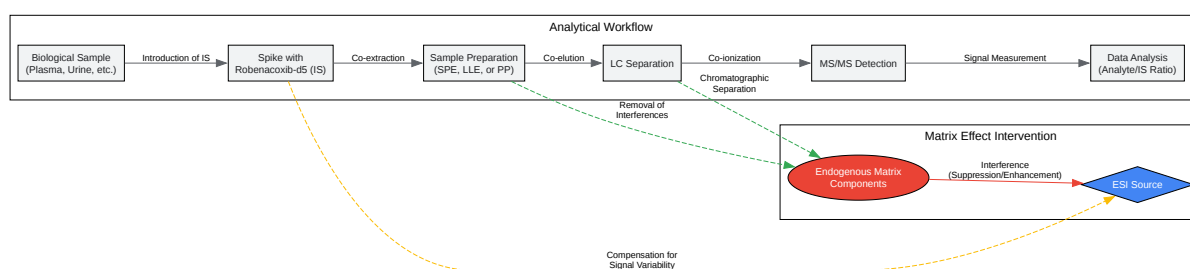 Analytical Workflow
Biological Sample
(Plasma, Urine, etc.)
Introduction of IS
Spike with
Robenacoxib-d5 (IS)
Co-extraction
Sample Preparation
(SPE, LLE, or PP)
Co-elution
LC Separation
Co-ionization
MS/MS Detection
Signal Measurement
Data Analysis
(Analyte/IS Ratio)
Chromatographic
Separation
Removal of
Interferences
Matrix Effect Intervention
Endogenous Matrix
Components
Interference
(Suppression/Enhancement)
ESI Source
Compensation for
Signal Variability